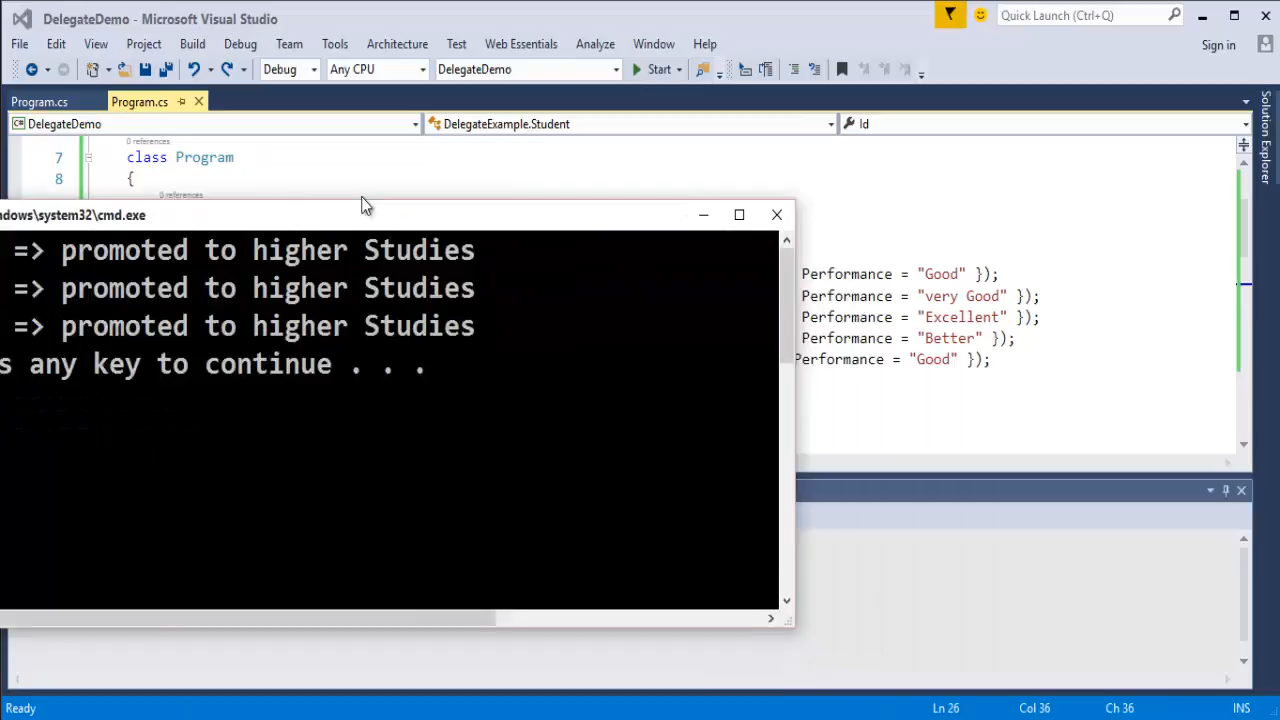 DelegateDemo - Microsoft Visual Studio
Quick Launch (Ctrl+Q)
File Edit View Project Build Debug Team Tools Architecture Test Web Essentials Analyze Window Help
Sign in
Debug Any CPU DelegateDemo Start
Program.cs Program.cs
DelegateDemo DelegateExample.Student Id
Solution Explorer
0 references
7 class Program
8 {
0 references
ndows\system32\cmd.exe
=> promoted to higher Studies
=> promoted to higher Studies
=> promoted to higher Studies
s any key to continue . . .
Performance = "Good" });
Performance = "very Good" });
Performance = "Excellent" });
Performance = "Better" });
Performance = "Good" });
Ready Ln 26 Col 36 Ch 36 INS